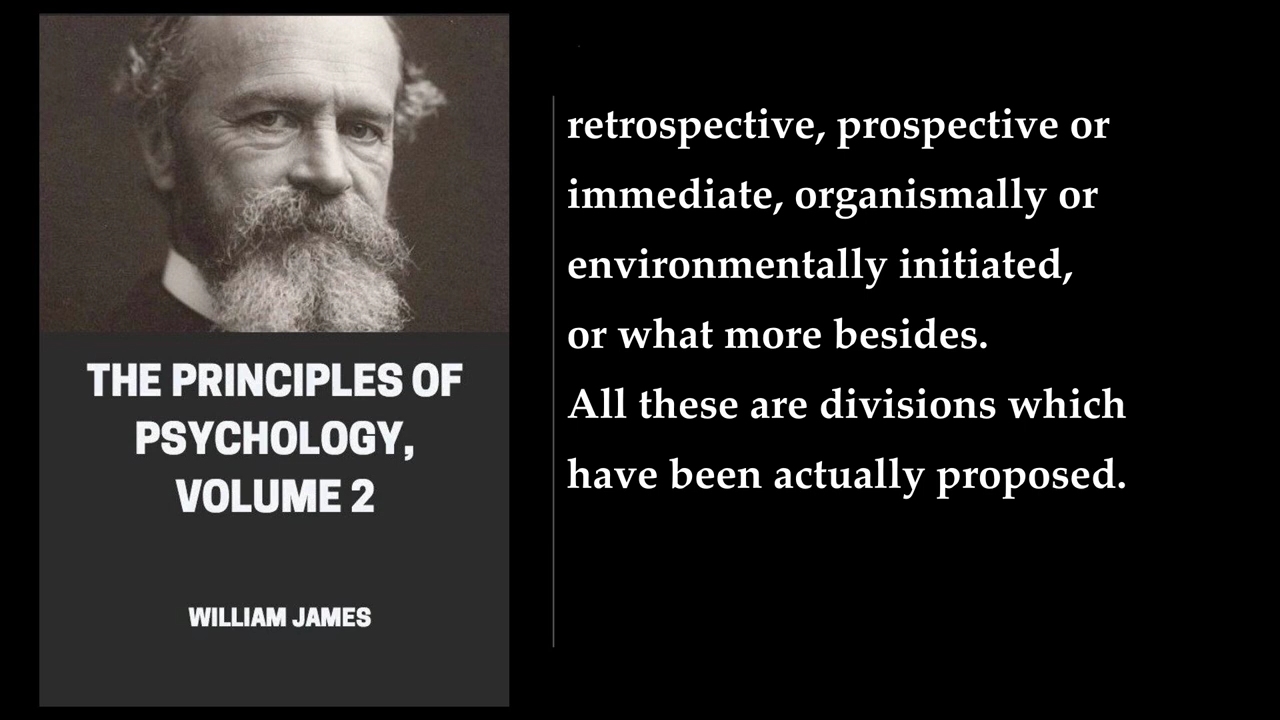 THE PRINCIPLES OF
PSYCHOLOGY,
VOLUME 2
WILLIAM JAMES
retrospective, prospective or
immediate, organismally or
environmentally initiated,
or what more besides.
All these are divisions which
have been actually proposed.